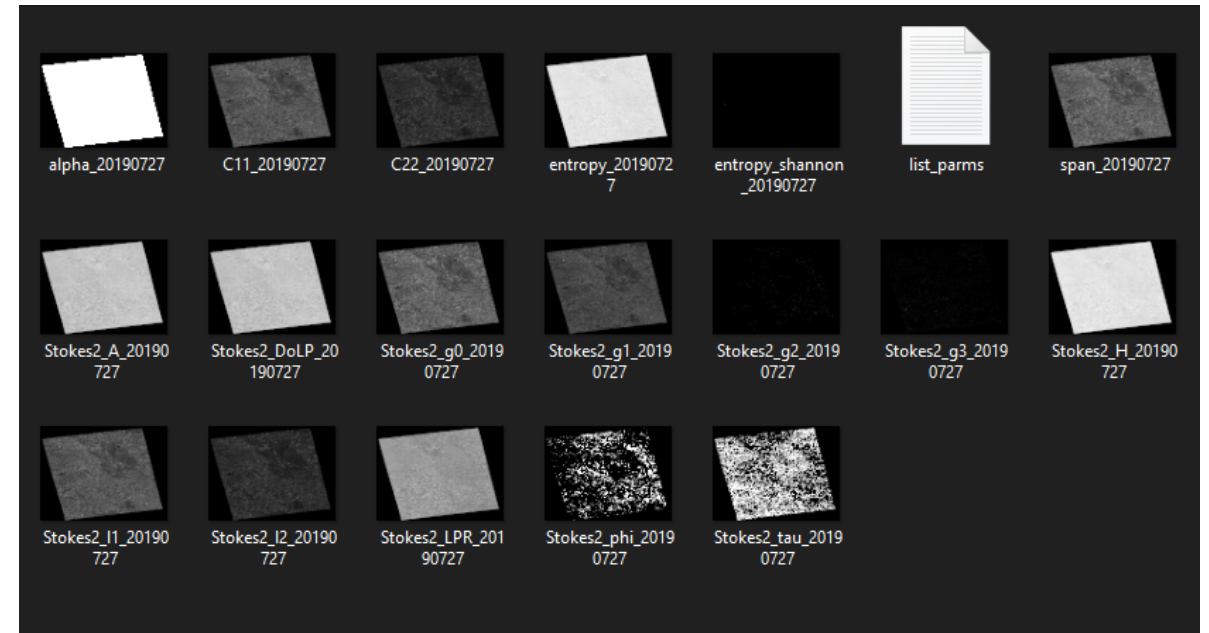 alpha_20190727
C11_20190727
C22_20190727
entropy_2019072
7
entropy_shannon
_20190727
list_parms
span_20190727
Stokes2_A_20190
727
Stokes2_DoLP_20
190727
Stokes2_g0_2019
0727
Stokes2_g1_2019
0727
Stokes2_g2_2019
0727
Stokes2_g3_2019
0727
Stokes2_H_20190
727
Stokes2_I1_20190
727
Stokes2_I2_20190
727
Stokes2_LPR_201
90727
Stokes2_phi_2019
0727
Stokes2_tau_2019
0727